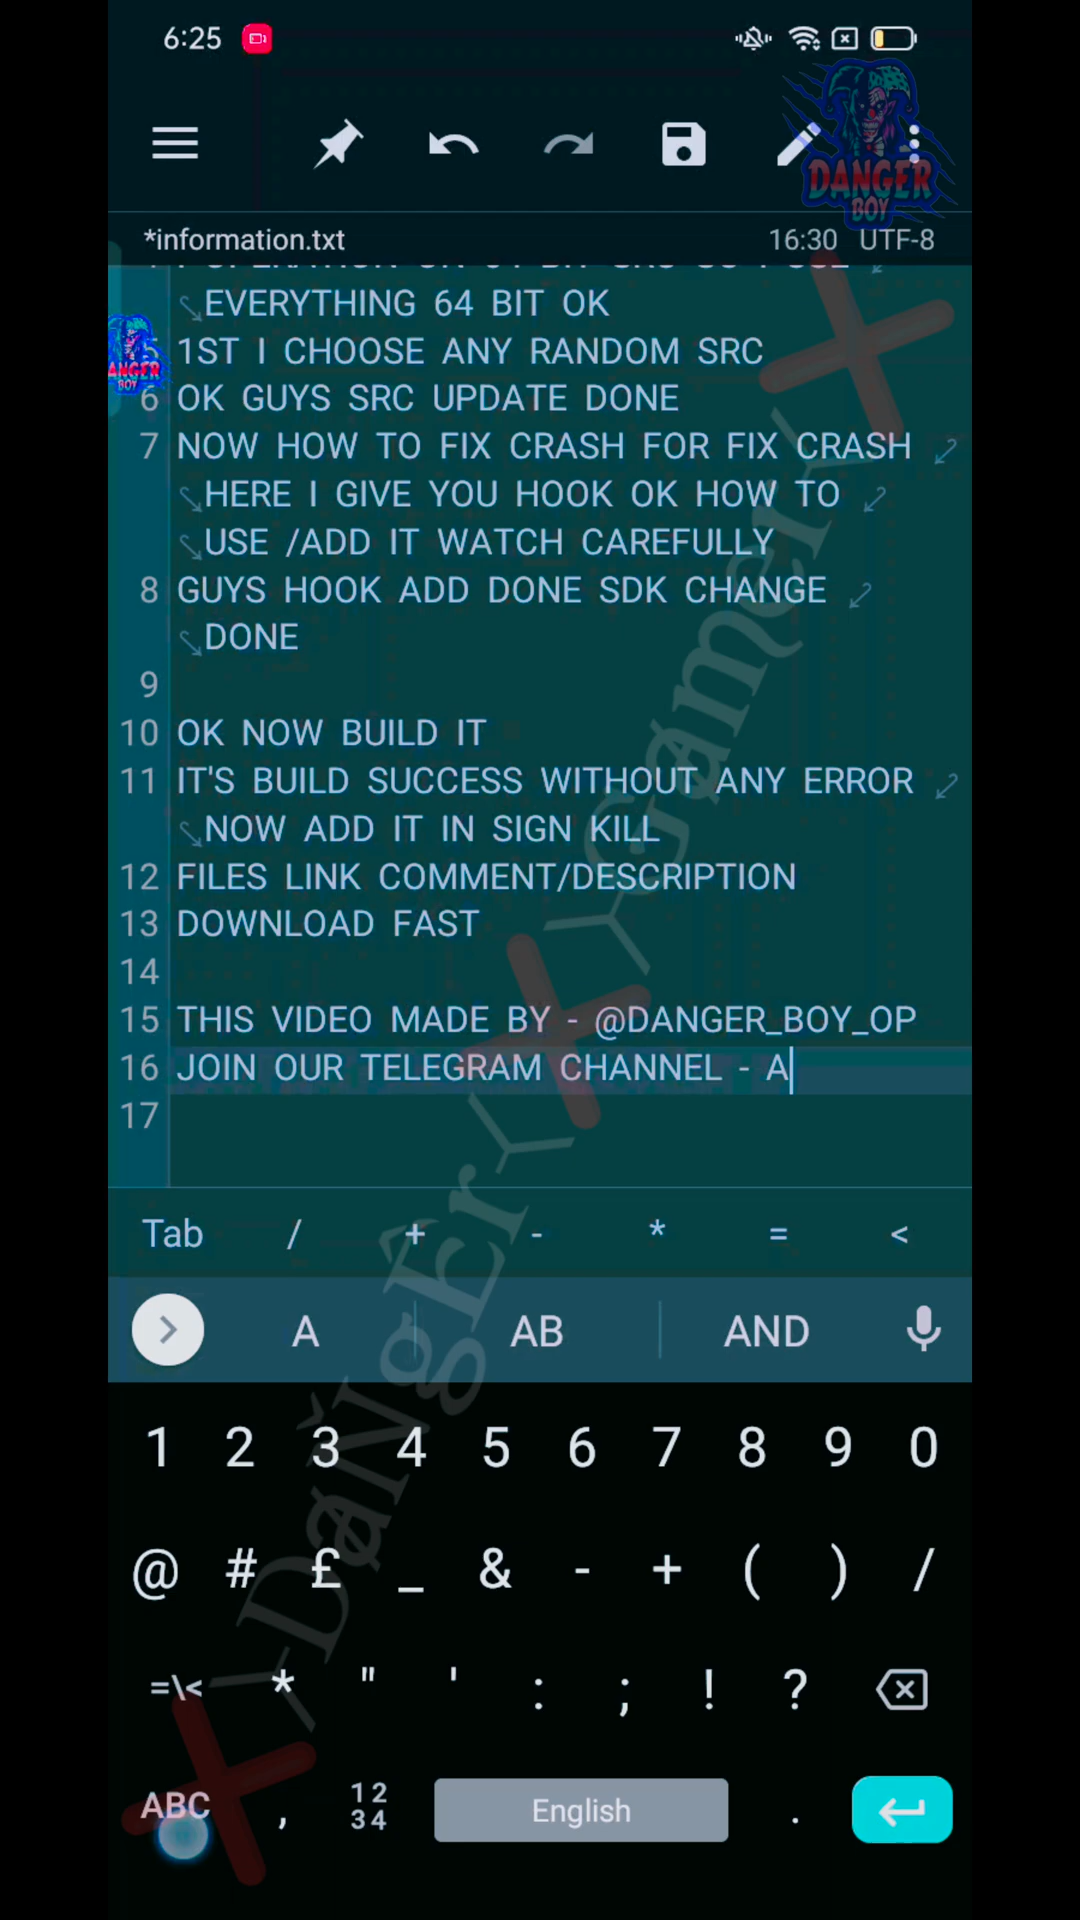 6:25
DANGER
BOY
*information.txt 16:30 UTF-8
EVERYTHING 64 BIT OK
1ST I CHOOSE ANY RANDOM SRC
ANGER
BOY
6 OK GUYS SRC UPDATE DONE
7 NOW HOW TO FIX CRASH FOR FIX CRASH
HERE I GIVE YOU HOOK OK HOW TO
USE /ADD IT WATCH CAREFULLY
8 GUYS HOOK ADD DONE SDK CHANGE
DONE
9
10 OK NOW BUILD IT
11 IT'S BUILD SUCCESS WITHOUT ANY ERROR
NOW ADD IT IN SIGN KILL
12 FILES LINK COMMENT/DESCRIPTION
13 DOWNLOAD FAST
14
15 THIS VIDEO MADE BY - @DANGER_BOY_OP
16 JOIN OUR TELEGRAM CHANNEL - A
17
Tab / + - * = <
A AB AND
1 2 3 4 5 6 7 8 9 0
@ # £ _ & - + ( ) /
=\< * " ' : ; ! ?
ABC , 12 34 English .